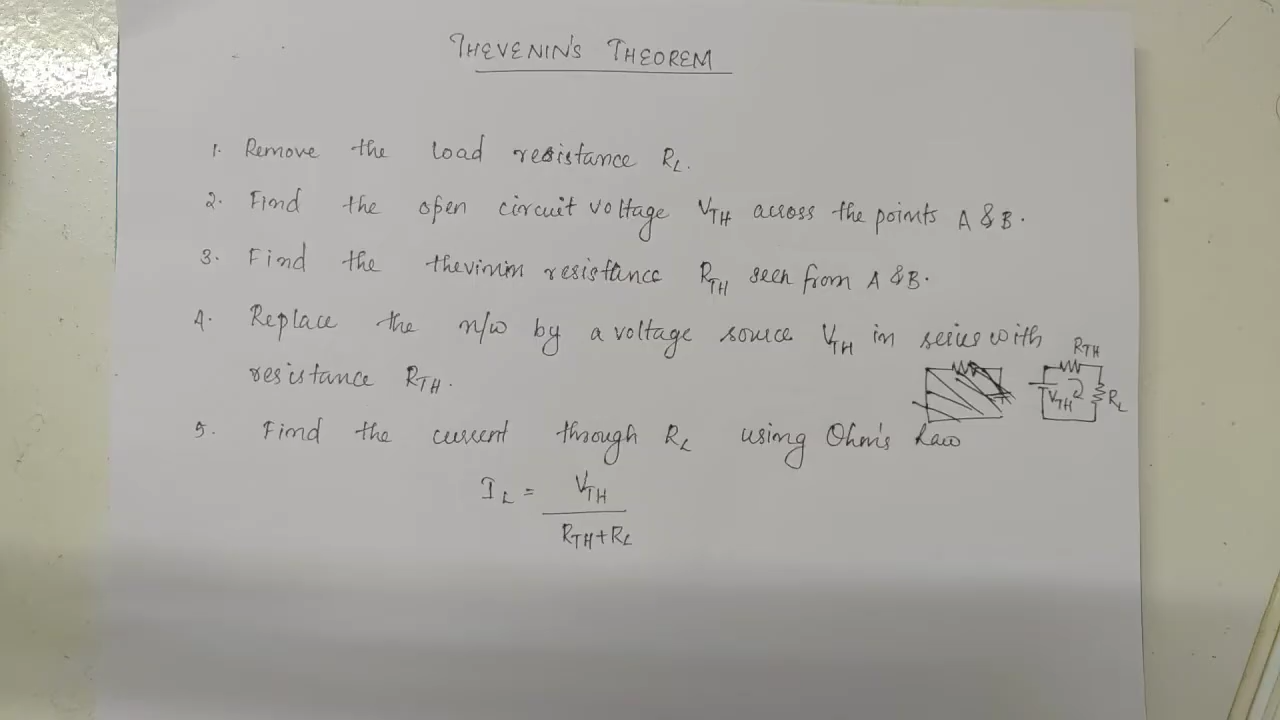 THEVENIN'S THEOREM
1. Remove the load resistance RL.
2. Find the open circuit voltage VTH across the points A & B.
3. Find the thevinin resistance RTH seen from A & B.
4. Replace the n/w by a voltage source VTH in series with
resistance RTH.
RTH
VTH
RL
5. Find the current through RL using Ohm's Law
IL = VTH
RTH+RL